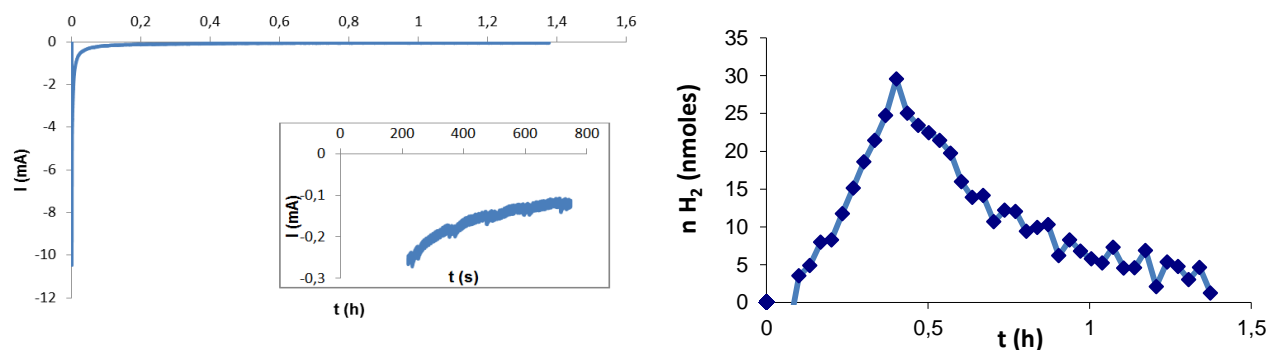 0 0,2 0,4 0,6 0,8 1 1,2 1,4 1,6
0
-2
-4
-6
-8
-10
-12
I (mA)
0 200 400 600 800
0
-0,1
-0,2
-0,3
I (mA)
t (s)
t (h)
35
30
25
20
15
10
5
0
n H₂ (nmoles)
0 0,5 1 1,5
t (h)